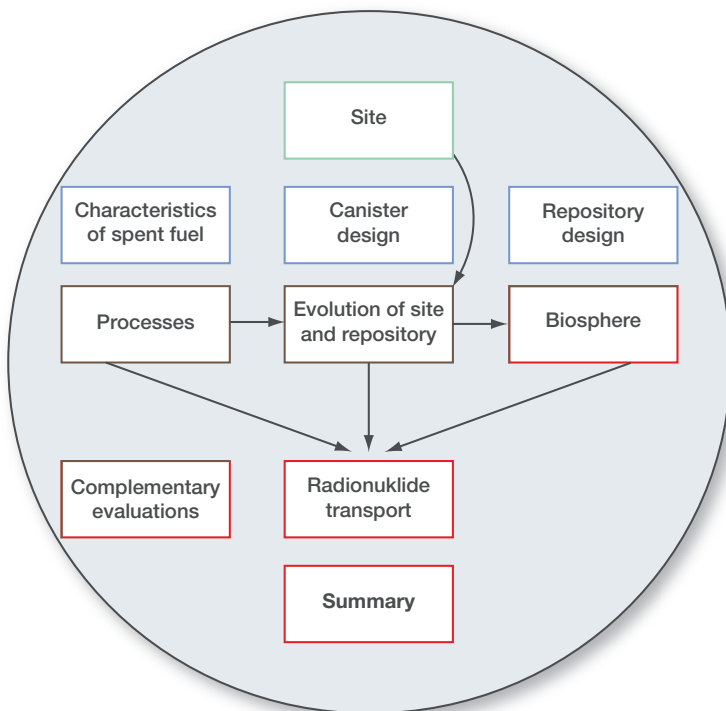 Site
Characteristics
of spent fuel
Canister
design
Repository
design
Processes
Evolution of site
and repository
Biosphere
Complementary
evaluations
Radionuklide
transport
Summary